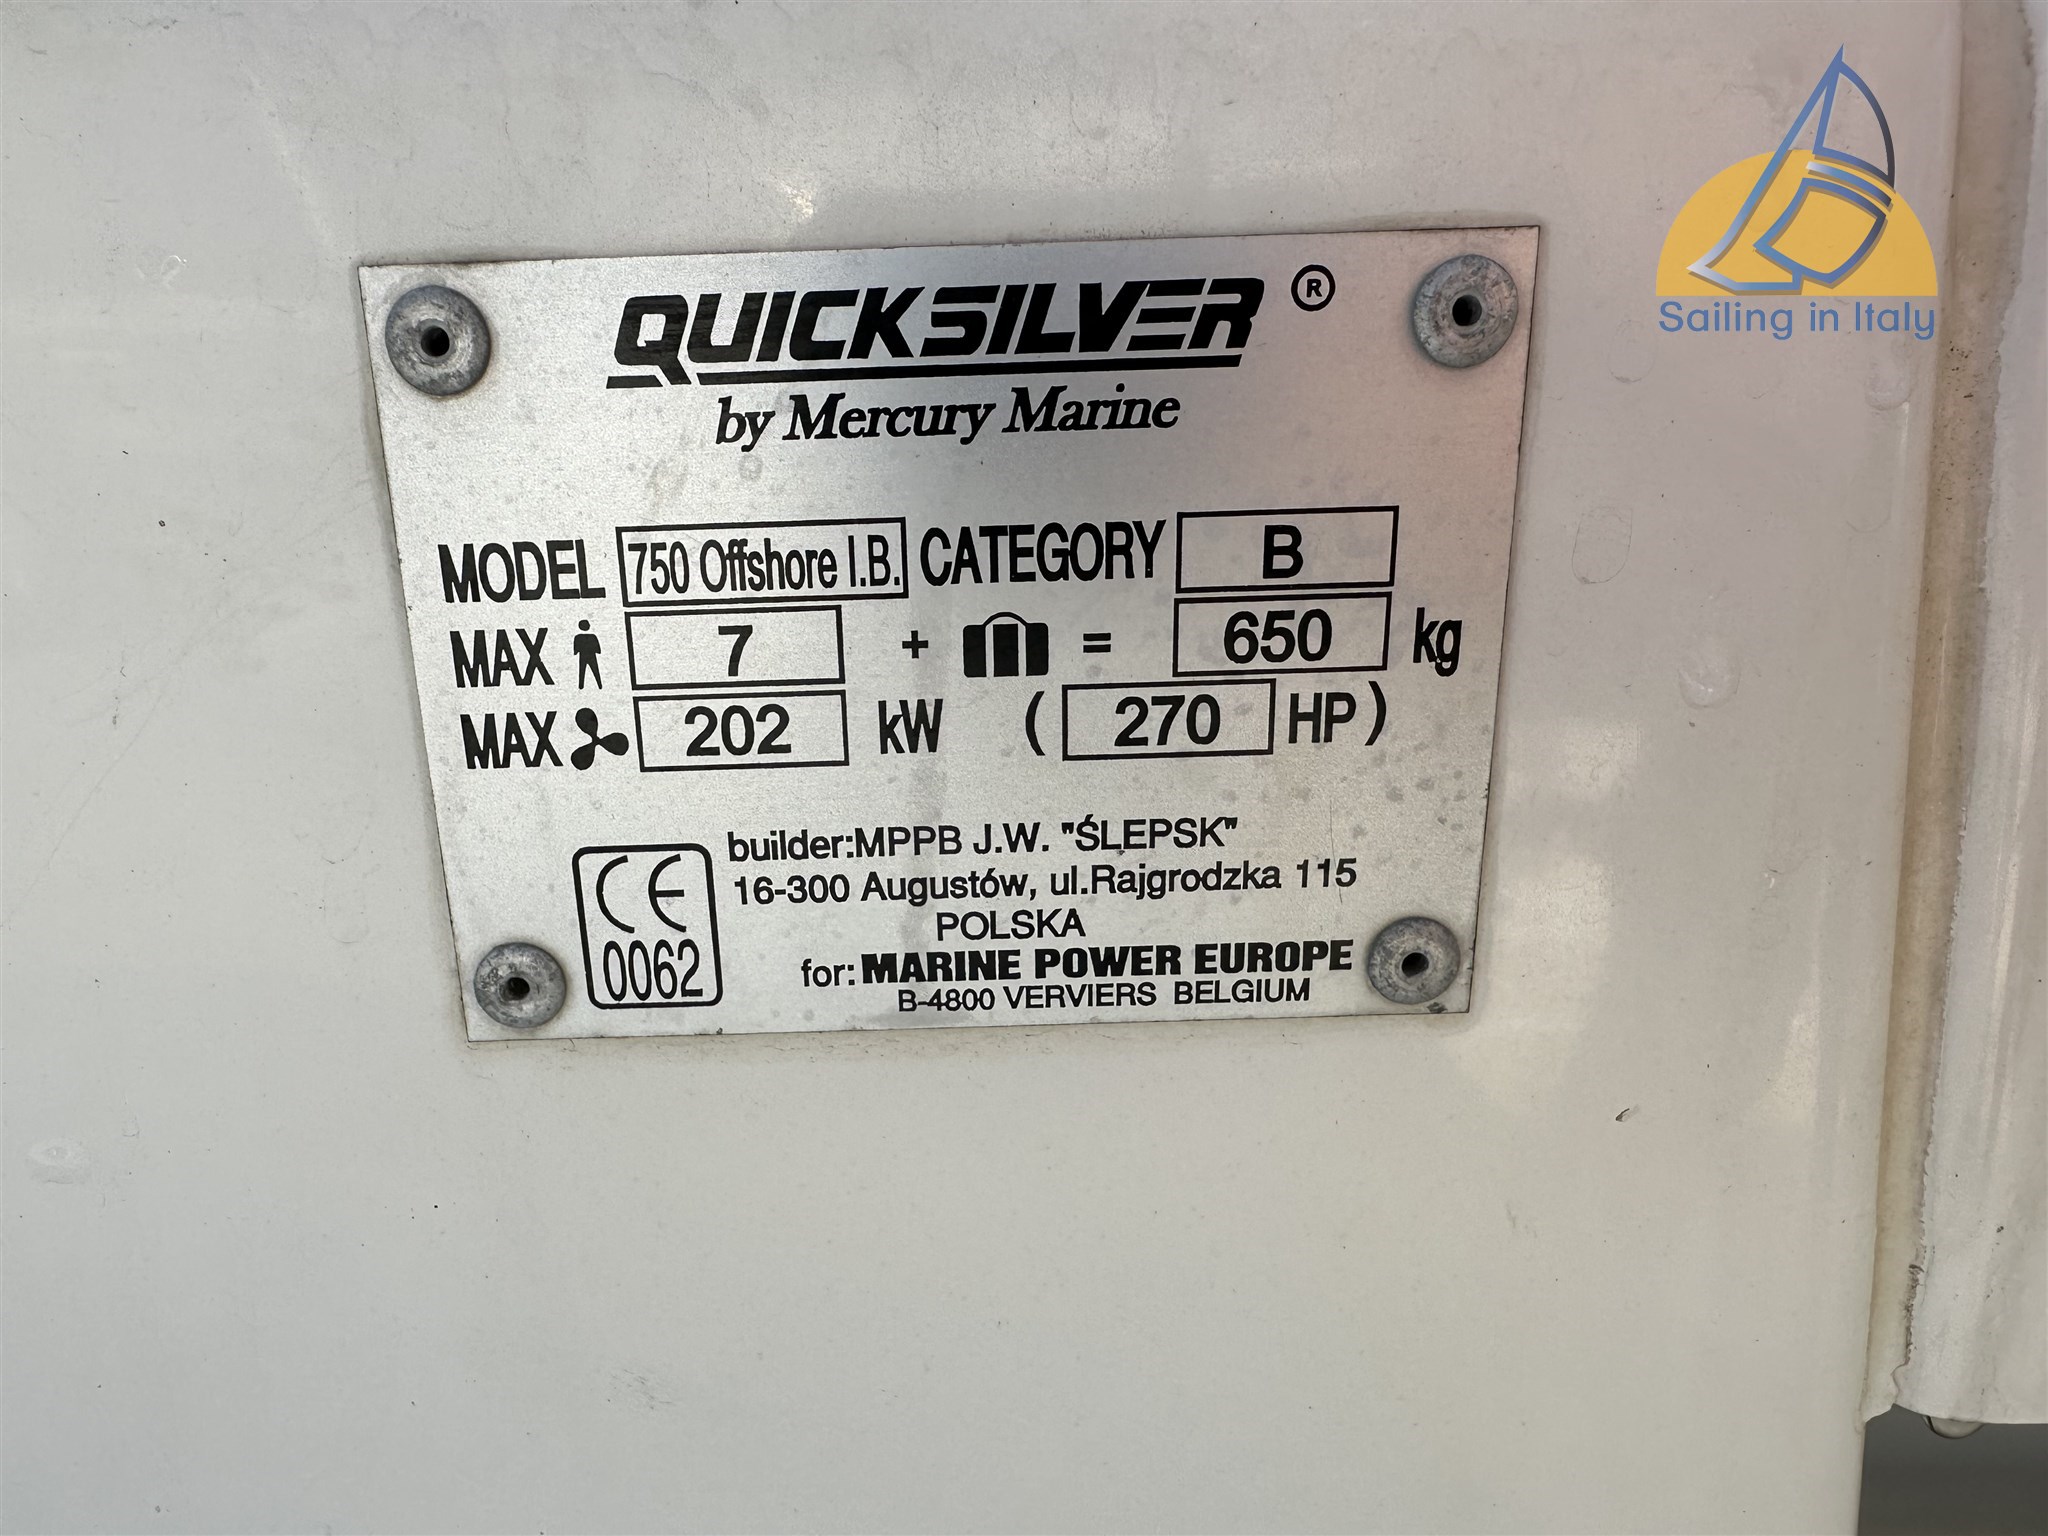 QUICKSILVER ®
by Mercury Marine
MODEL 750 Offshore I.B. CATEGORY B
MAX 7 + = 650 kg
MAX 202 kW ( 270 HP )
builder:MPPB J.W. "ŚLEPSK"
16-300 Augustów, ul.Rajgrodzka 115
POLSKA
for: MARINE POWER EUROPE
B-4800 VERVIERS BELGIUM
CE
0062
Sailing in Italy